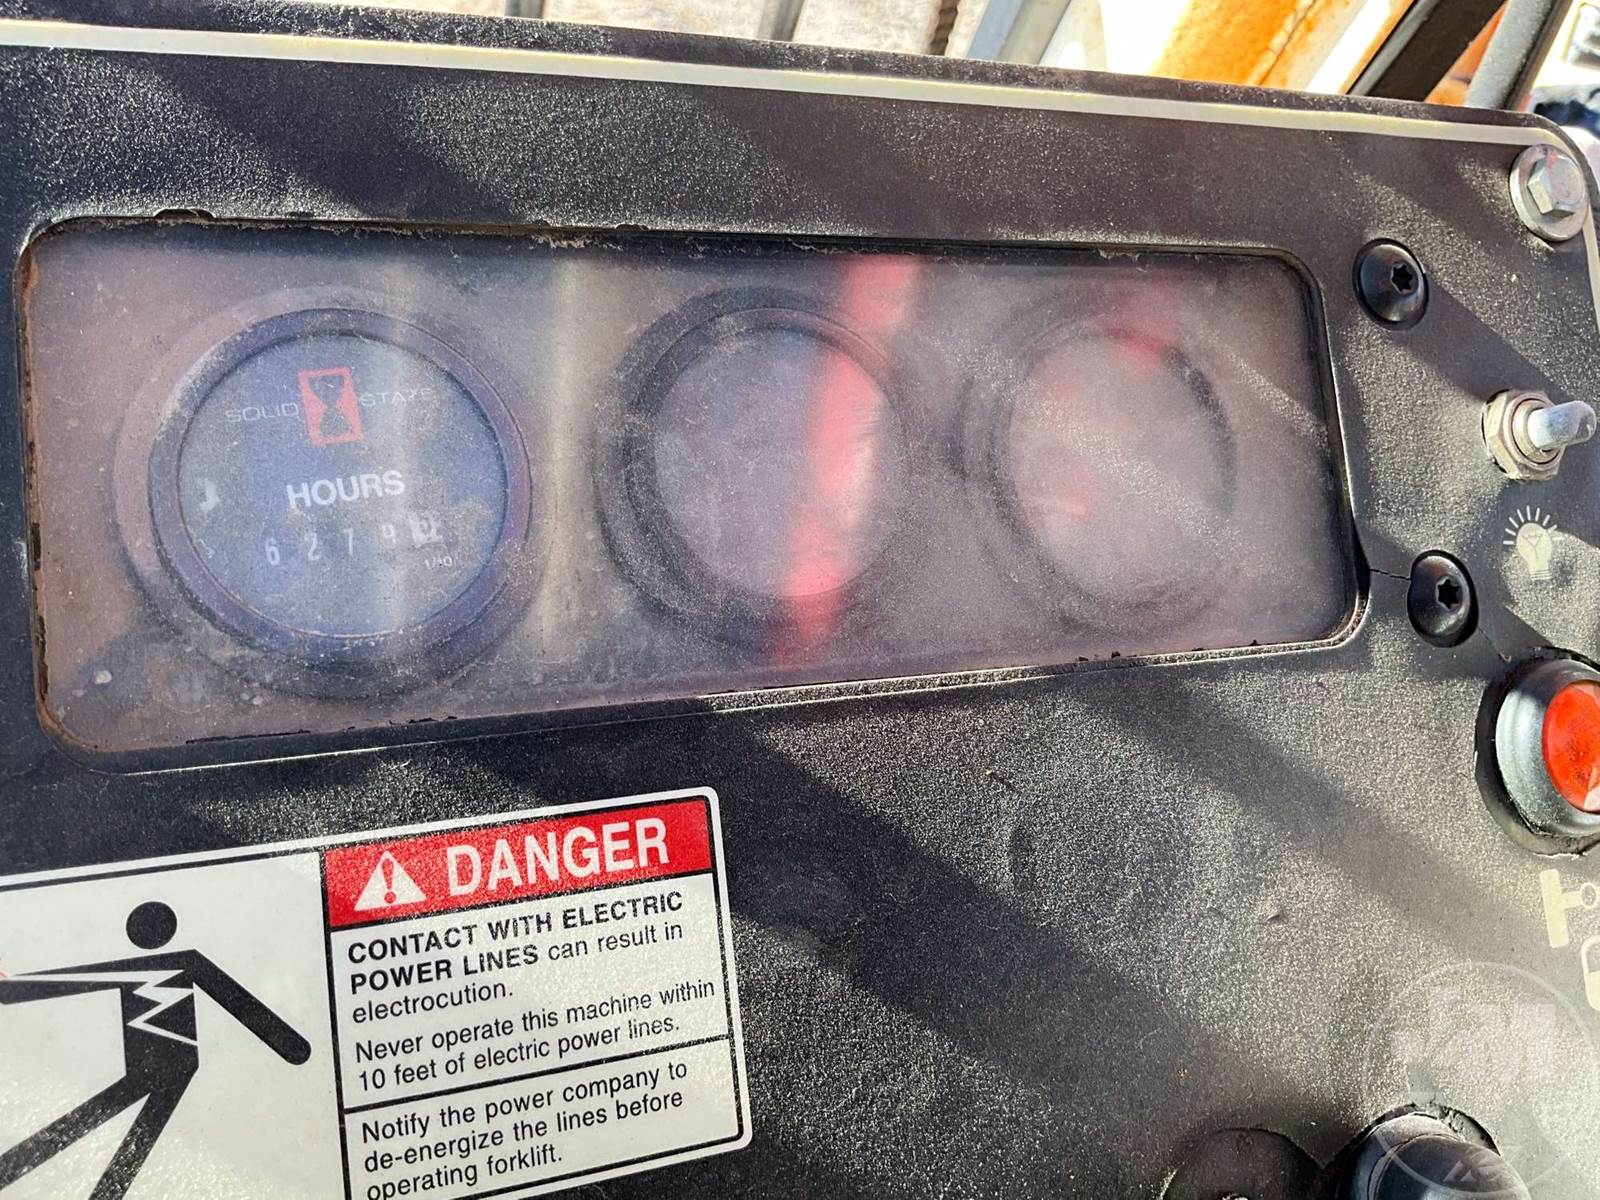 SOLID STATE
HOURS
6 2 7 9
1/10
DANGER
CONTACT WITH ELECTRIC
POWER LINES can result in
electrocution.
Never operate this machine within
10 feet of electric power lines.
Notify the power company to
de-energize the lines before
operating forklift.